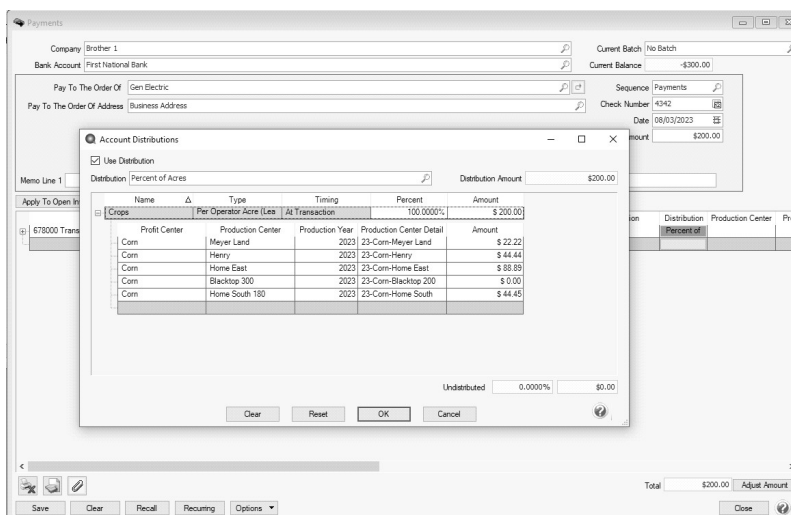 Payments
Company Brother 1 Current Batch No Batch
Bank Account First National Bank Current Balance -$300.00
Pay To The Order Of Gen Electric Sequence Payments
Pay To The Order Of Address Business Address Check Number 4342
Date 08/03/2023
mount $200.00
Memo Line 1
Account Distributions
Use Distribution
Distribution Percent of Acres Distribution Amount $200.00
Name Type Timing Percent Amount
Crops Per Operator Acre (Lea At Transaction 100.0000% $ 200.00
Profit Center Production Center Production Year Production Center Detail Amount
Corn Meyer Land 2023 23-Corn-Meyer Land $ 22.22
Corn Henry 2023 23-Corn-Henry $ 44.44
Corn Home East 2023 23-Corn-Home East $ 88.89
Corn Blacktop 300 2023 23-Corn-Blacktop 200 $ 0.00
Corn Home South 180 2023 23-Corn-Home South $ 44.45
Undistributed 0.0000% $0.00
Clear Reset OK Cancel
Apply To Open In
ion Distribution Production Center Pr
678000 Trans Percent of
Total $200.00 Adjust Amount
Save Clear Recall Recurring Options Close